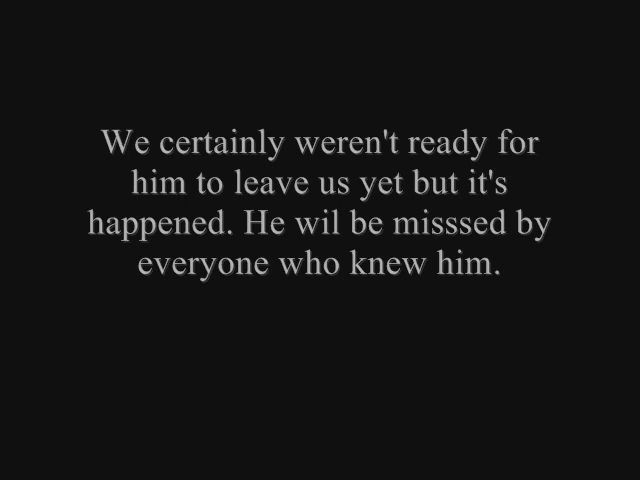 We certainly weren't ready for
him to leave us yet but it's
happened. He wil be misssed by
everyone who knew him.